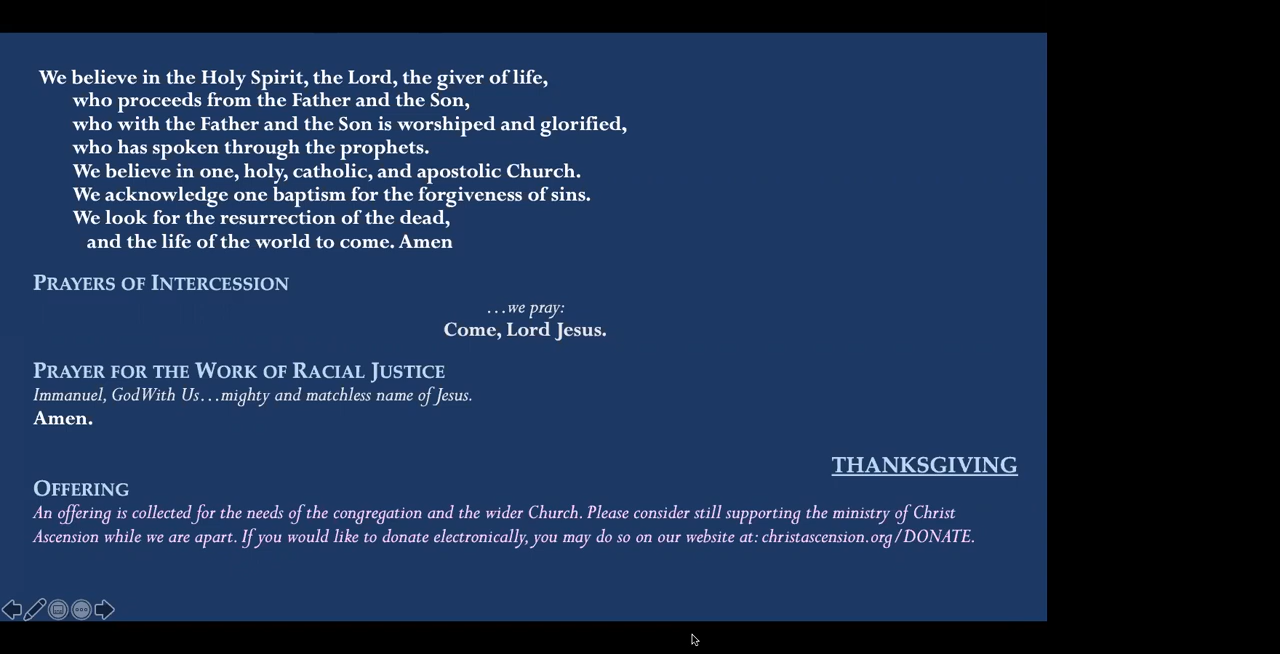 We believe in the Holy Spirit, the Lord, the giver of life,
who proceeds from the Father and the Son,
who with the Father and the Son is worshiped and glorified,
who has spoken through the prophets.
We believe in one, holy, catholic, and apostolic Church.
We acknowledge one baptism for the forgiveness of sins.
We look for the resurrection of the dead,
and the life of the world to come. Amen
PRAYERS OF INTERCESSION
…we pray:
Come, Lord Jesus.
PRAYER FOR THE WORK OF RACIAL JUSTICE
Immanuel, GodWith Us…mighty and matchless name of Jesus.
Amen.
THANKSGIVING
OFFERING
An offering is collected for the needs of the congregation and the wider Church. Please consider still supporting the ministry of Christ
Ascension while we are apart. If you would like to donate electronically, you may do so on our website at: christascension.org/DONATE.